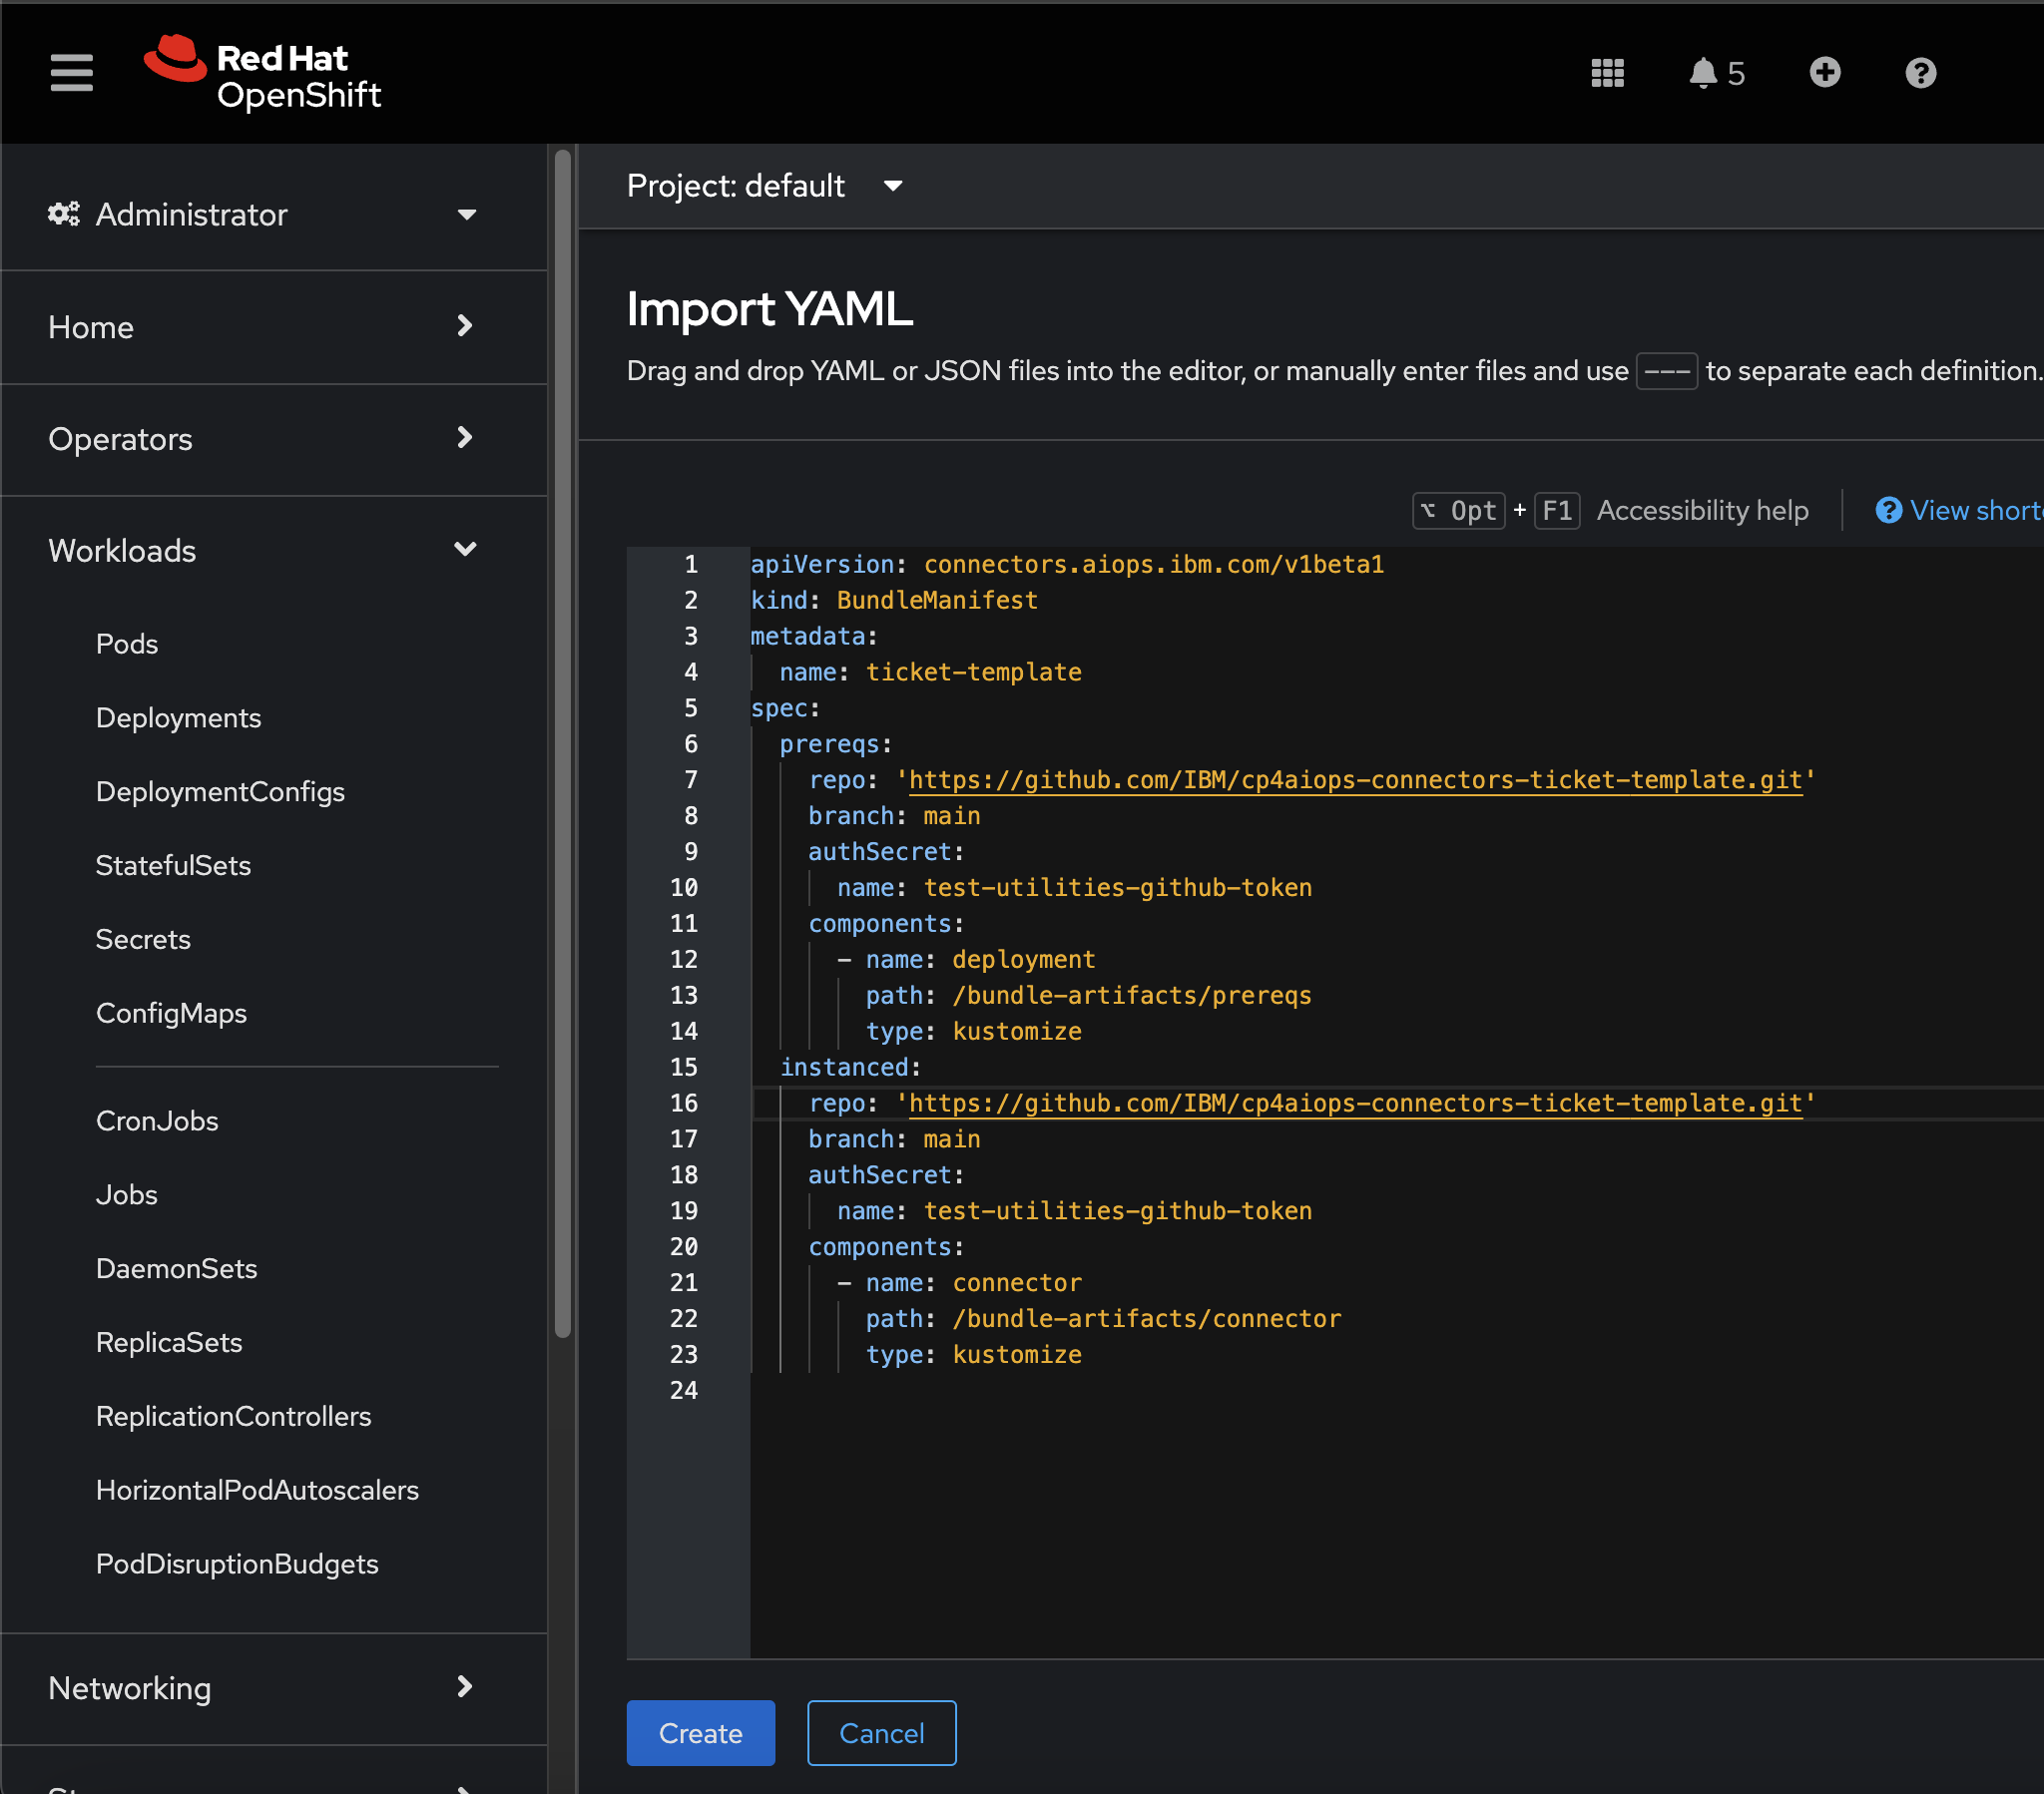 Red Hat
OpenShift
5
Administrator
Home
Operators
Workloads
Pods
Deployments
DeploymentConfigs
StatefulSets
Secrets
ConfigMaps
CronJobs
Jobs
DaemonSets
ReplicaSets
ReplicationControllers
HorizontalPodAutoscalers
PodDisruptionBudgets
Networking
Project: default
Import YAML
Drag and drop YAML or JSON files into the editor, or manually enter files and use --- to separate each definition.
⌥ Opt + F1 Accessibility help
View
1 apiVersion: connectors.aiops.ibm.com/v1beta1
2 kind: BundleManifest
3 metadata:
4   name: ticket-template
5 spec:
6   prereqs:
7     repo: 'https://github.com/IBM/cp4aiops-connectors-ticket-template.git'
8     branch: main
9     authSecret:
10       name: test-utilities-github-token
11     components:
12       - name: deployment
13         path: /bundle-artifacts/prereqs
14         type: kustomize
15   instanced:
16     repo: 'https://github.com/IBM/cp4aiops-connectors-ticket-template.git'
17     branch: main
18     authSecret:
19       name: test-utilities-github-token
20     components:
21       - name: connector
22         path: /bundle-artifacts/connector
23         type: kustomize
24
Create
Cancel